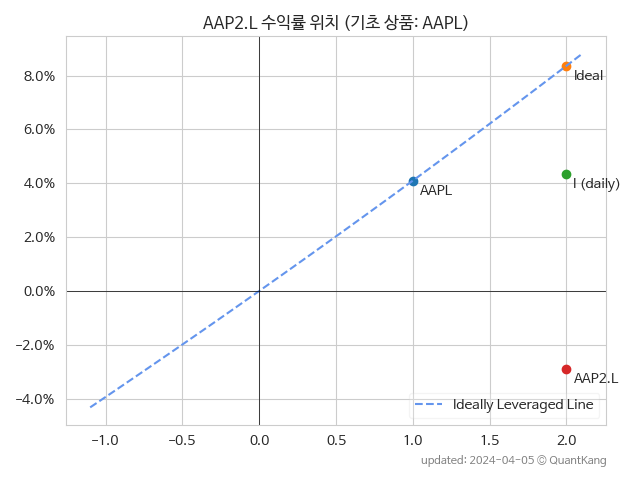 AAP2.L 수익률 위치 (기초 상품: AAPL)
8.0%
6.0%
4.0%
2.0%
0.0%
−2.0%
−4.0%
Ideal
I (daily)
AAPL
AAP2.L
Ideally Leveraged Line
−1.0 −0.5 0.0 0.5 1.0 1.5 2.0
updated: 2024-04-05 © QuantKang